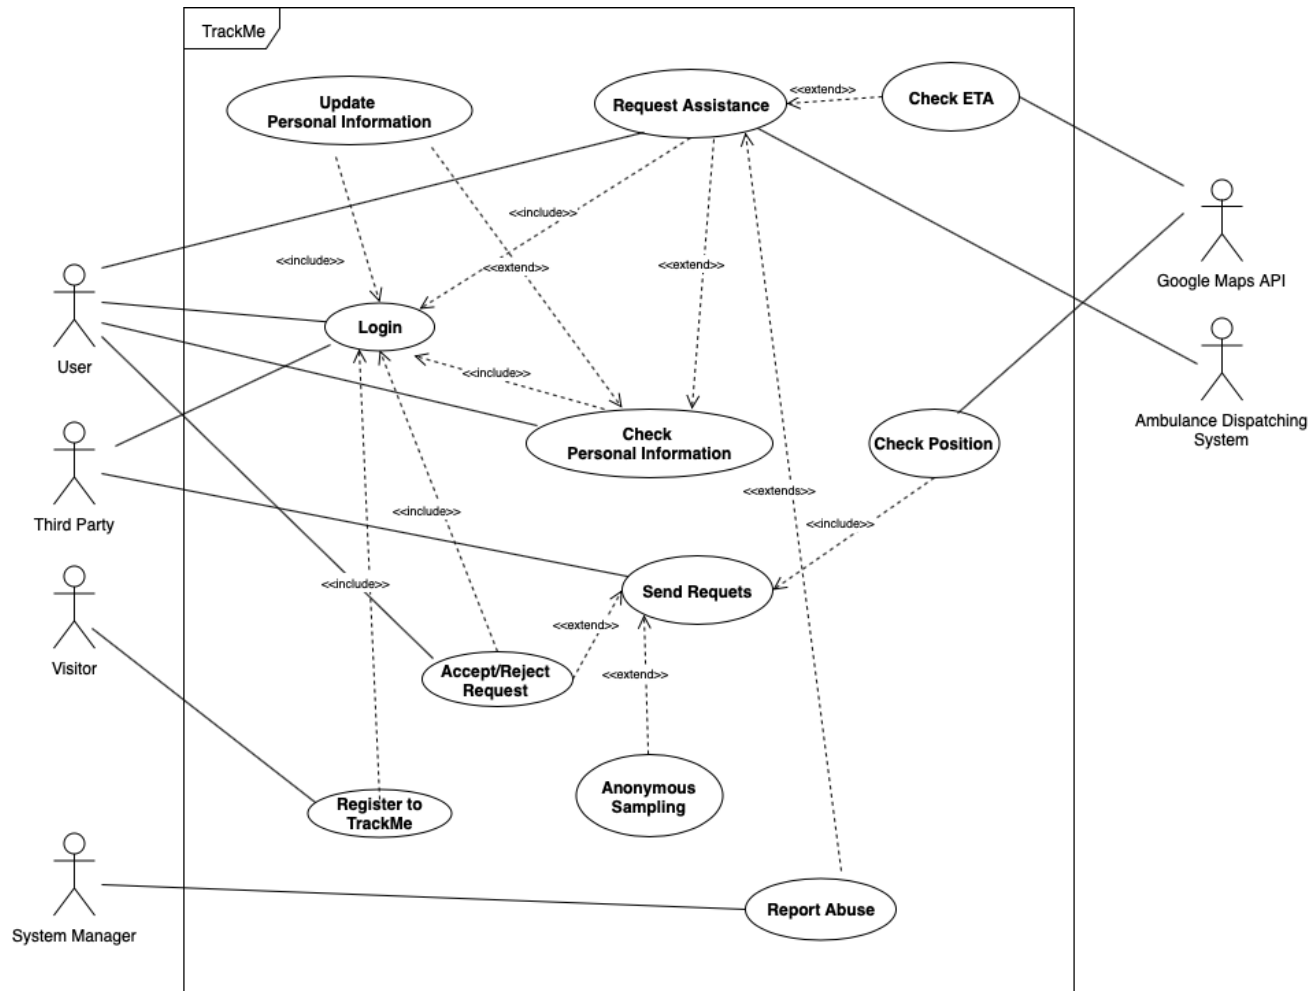 TrackMe
Update
Personal Information
Request Assistance
<<extend>>
Check ETA
<<include>>
<<include>>
<<extend>>
<<extend>>
Google Maps API
User
Login
<<include>>
Ambulance Dispatching
System
Check
Personal Information
Check Position
Third Party
<<extends>>
<<include>>
<<include>>
<<include>>
Send Requets
<<extend>>
Visitor
Accept/Reject
Request
<<extend>>
Anonymous
Sampling
Register to
TrackMe
System Manager
Report Abuse